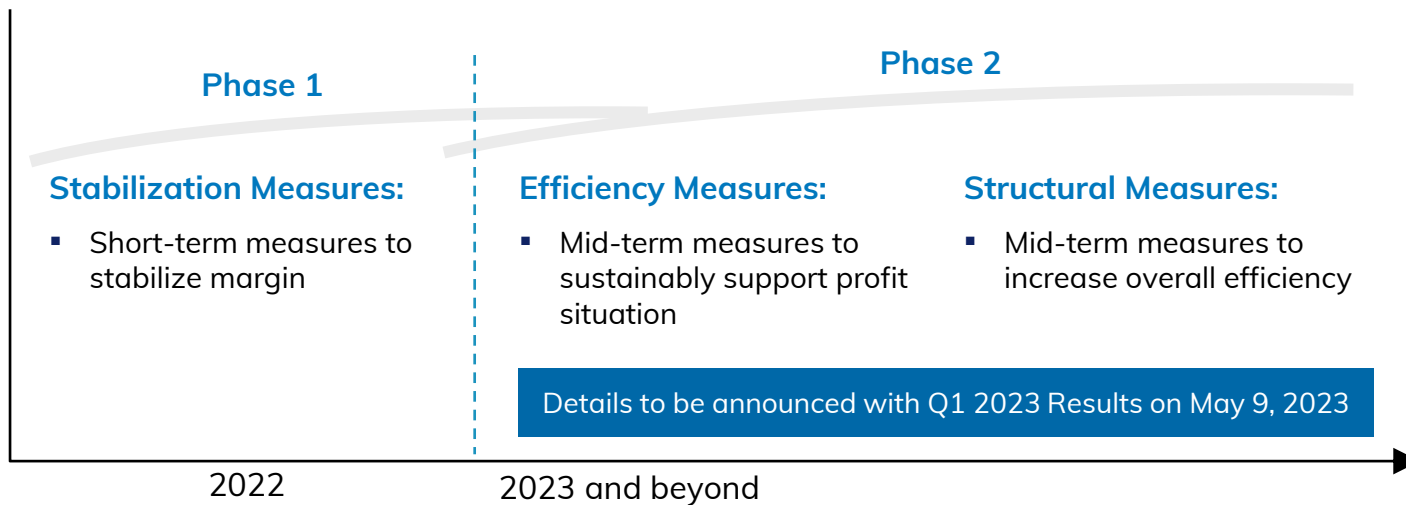 Phase 1
Phase 2
Stabilization Measures:
▪ Short-term measures to
stabilize margin
Efficiency Measures:
▪ Mid-term measures to
sustainably support profit
situation
Structural Measures:
▪ Mid-term measures to
increase overall efficiency
Details to be announced with Q1 2023 Results on May 9, 2023
2022
2023 and beyond